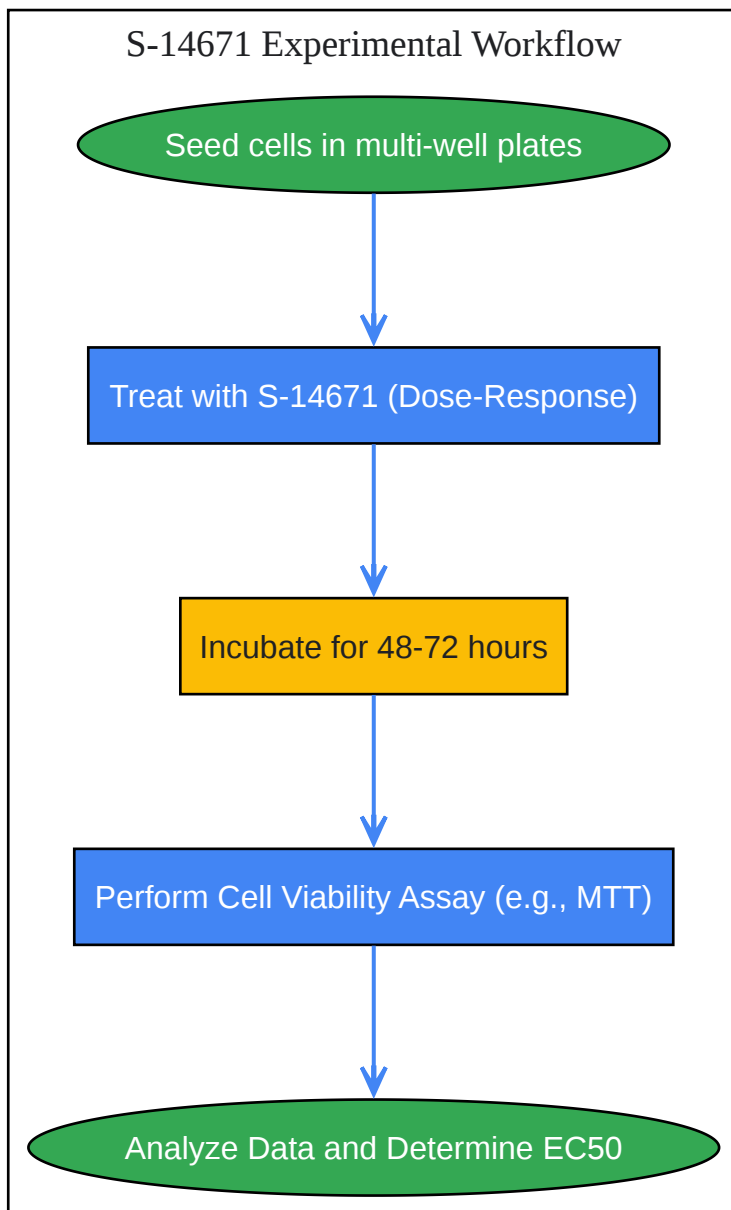 S-14671 Experimental Workflow
Seed cells in multi-well plates
Treat with S-14671 (Dose-Response)
Incubate for 48-72 hours
Perform Cell Viability Assay (e.g., MTT)
Analyze Data and Determine EC50